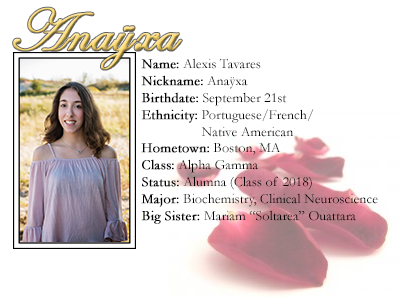 Anaÿxa
Name: Alexis Tavares
Nickname: Anaÿxa
Birthdate: September 21st
Ethnicity: Portuguese/French/
Native American
Hometown: Boston, MA
Class: Alpha Gamma
Status: Alumna (Class of 2018)
Major: Biochemistry, Clinical Neuroscience
Big Sister: Mariam “Soltarea” Ouattara